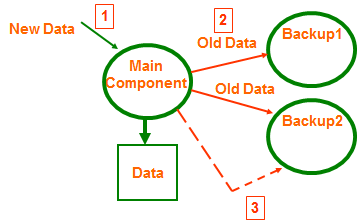 1
2
New Data
Old Data
Backup1
Main
Component
Old Data
Backup2
Data
3